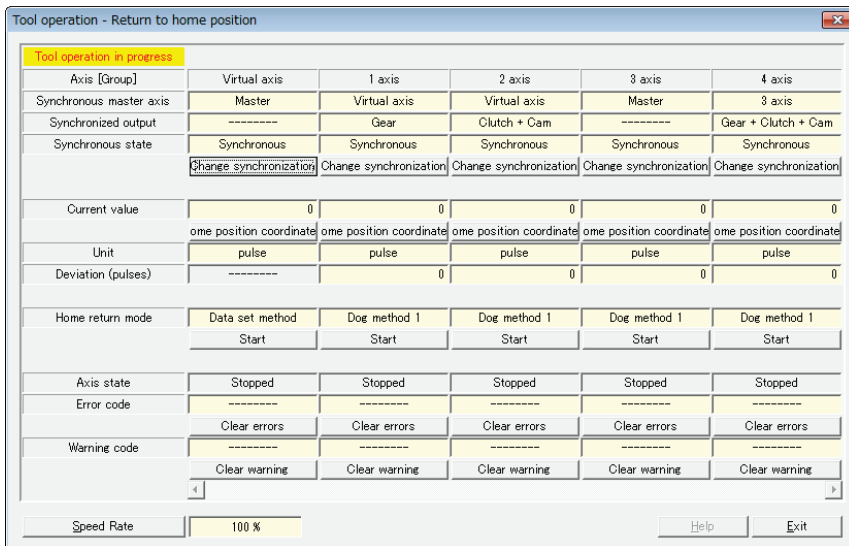 Tool operation - Return to home position
Tool operation in progress
Axis [Group] Virtual axis 1 axis 2 axis 3 axis 4 axis
Synchronous master axis Master Virtual axis Virtual axis Master 3 axis
Synchronized output -------- Gear Clutch + Cam -------- Gear + Clutch + Cam
Synchronous state Synchronous Synchronous Synchronous Synchronous Synchronous
Change synchronization Change synchronization Change synchronization Change synchronization Change synchronization
Current value 0 0 0 0 0
ome position coordinate ome position coordinate ome position coordinate ome position coordinate ome position coordinate
Unit pulse pulse pulse pulse pulse
Deviation (pulses) -------- 0 0 0 0
Home return mode Data set method Dog method 1 Dog method 1 Dog method 1 Dog method 1
Start Start Start Start Start
Axis state Stopped Stopped Stopped Stopped Stopped
Error code -------- -------- -------- -------- --------
Clear errors Clear errors Clear errors Clear errors Clear errors
Warning code -------- -------- -------- -------- --------
Clear warning Clear warning Clear warning Clear warning Clear warning
Speed Rate 100 % Help Exit